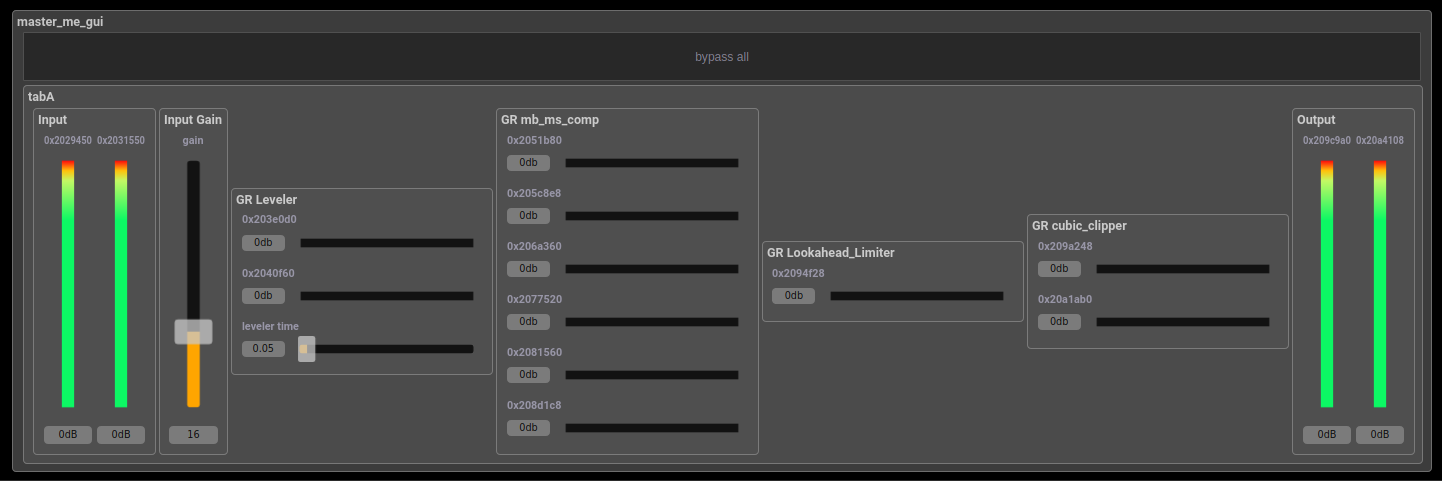 master_me_gui
bypass all
tabA
Input
0x2029450 0x2031550
0dB 0dB
Input Gain
gain
16
GR Leveler
0x203e0d0
0db
0x2040f60
0db
leveler time
0.05
GR mb_ms_comp
0x2051b80
0db
0x205c8e8
0db
0x206a360
0db
0x2077520
0db
0x2081560
0db
0x208d1c8
0db
GR Lookahead_Limiter
0x2094f28
0db
GR cubic_clipper
0x209a248
0db
0x20a1ab0
0db
Output
0x209c9a0 0x20a4108
0dB 0dB